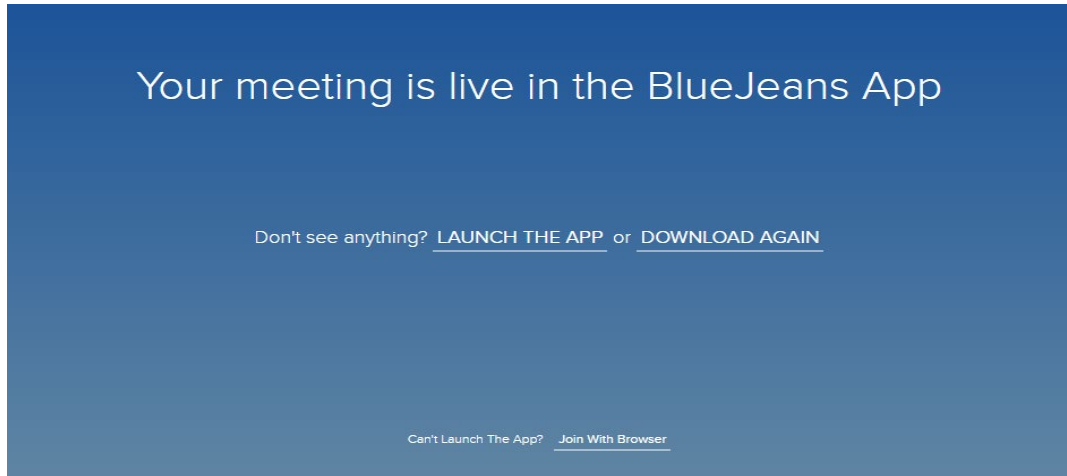 Your meeting is live in the BlueJeans App
Don't see anything? LAUNCH THE APP or DOWNLOAD AGAIN
Can't Launch The App? Join With Browser